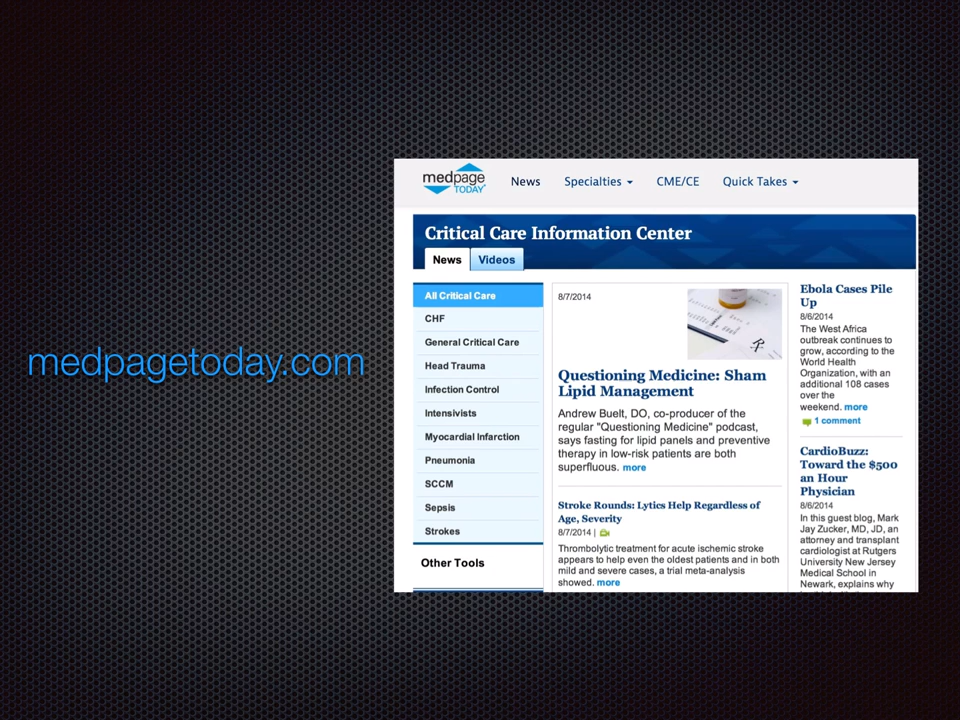 medpagetoday.com
medpage
TODAY
News
Specialties
CME/CE
Quick Takes
Critical Care Information Center
News
Videos
All Critical Care
CHF
General Critical Care
Head Trauma
Infection Control
Intensivists
Myocardial Infarction
Pneumonia
SCCM
Sepsis
Strokes
Other Tools
8/7/2014
Questioning Medicine: Sham
Lipid Management
Andrew Buelt, DO, co-producer of the
regular "Questioning Medicine" podcast,
says fasting for lipid panels and preventive
therapy in low-risk patients are both
superfluous. more
Stroke Rounds: Lytics Help Regardless of
Age, Severity
8/7/2014 |
Thrombolytic treatment for acute ischemic stroke
appears to help even the oldest patients and in both
mild and severe cases, a trial meta-analysis
showed. more
Ebola Cases Pile
Up
8/6/2014
The West Africa
outbreak continues to
grow, according to the
World Health
Organization, with an
additional 108 cases
over the
weekend. more
1 comment
CardioBuzz:
Toward the $500
an Hour
Physician
8/6/2014
In this guest blog, Mark
Jay Zucker, MD, JD, an
attorney and transplant
cardiologist at Rutgers
University New Jersey
Medical School in
Newark, explains why